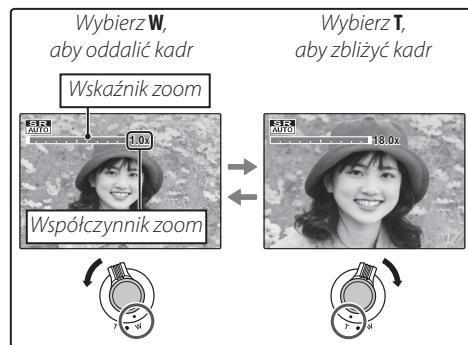 Wybierz W,
aby oddalić kadr
Wybierz T,
aby zbliżyć kadr
Wskaźnik zoom
SR
AUTO
1.0x
SR
AUTO
18.0x
Współczynnik zoom
T W
T W